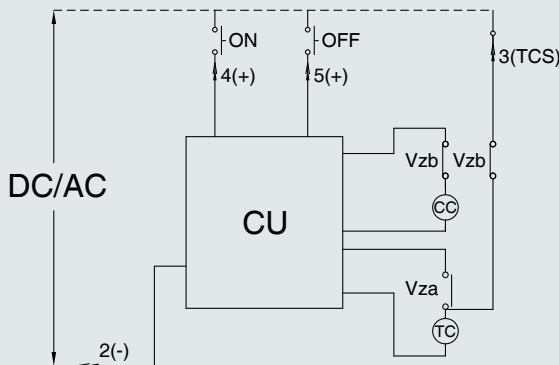 ON
OFF
4(+)
5(+)
3(TCS)
Vzb
Vzb
DC/AC
CU
CC
Vza
TC
2(-)